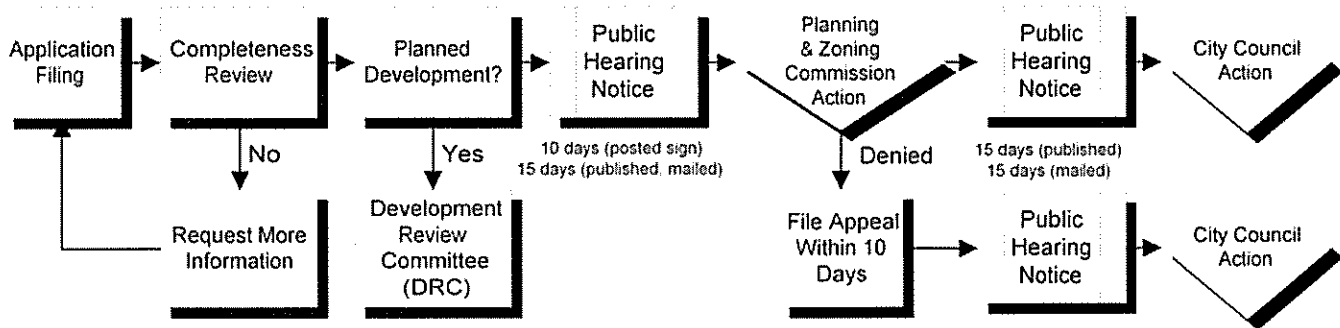 Application
Filing
Completeness
Review
Planned
Development?
Public
Hearing
Notice
Planning
& Zoning
Commission
Action
Public
Hearing
Notice
City Council
Action
No
Yes
10 days (posted sign)
15 days (published, mailed)
Denied
15 days (published)
15 days (mailed)
Request More
Information
Development
Review
Committee
(DRC)
File Appeal
Within 10
Days
Public
Hearing
Notice
City Council
Action